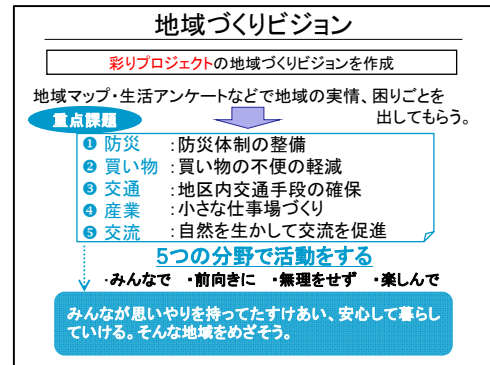 地域づくりビジョン
彩りプロジェクトの地域づくりビジョンを作成
地域マップ・生活アンケートなどで地域の実情、困りごとを
出してもらう。
重点課題
❶ 防災 :防災体制の整備
❷ 買い物 :買い物の不便の軽減
❸ 交通 :地区内交通手段の確保
❹ 産業 :小さな仕事場づくり
❺ 交流 :自然を生かして交流を促進
5つの分野で活動をする
・みんなで ・前向きに ・無理をせず ・楽しんで
みんなが思いやりを持ってたすけあい、安心して暮らし
ていける。そんな地域をめざそう。